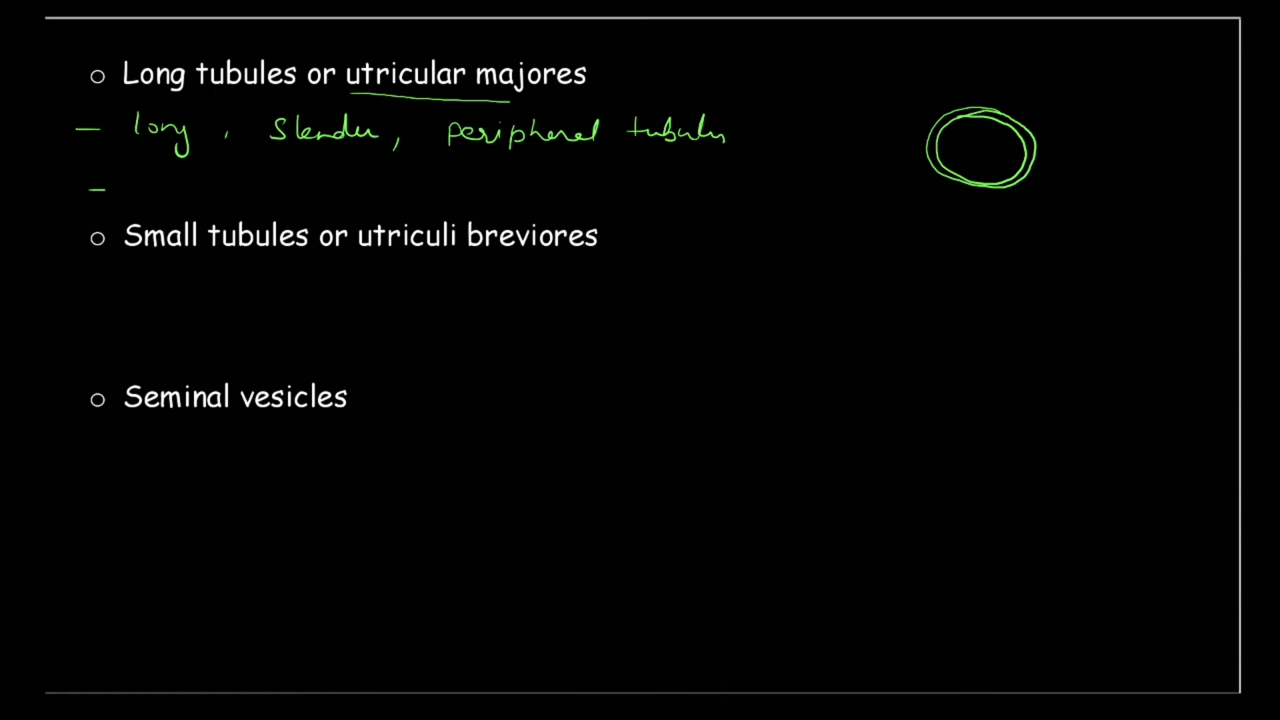 ○ Long tubules or utricular majores
– long, Slender, peripheral tubules
–
○ Small tubules or utriculi breviores
○ Seminal vesicles